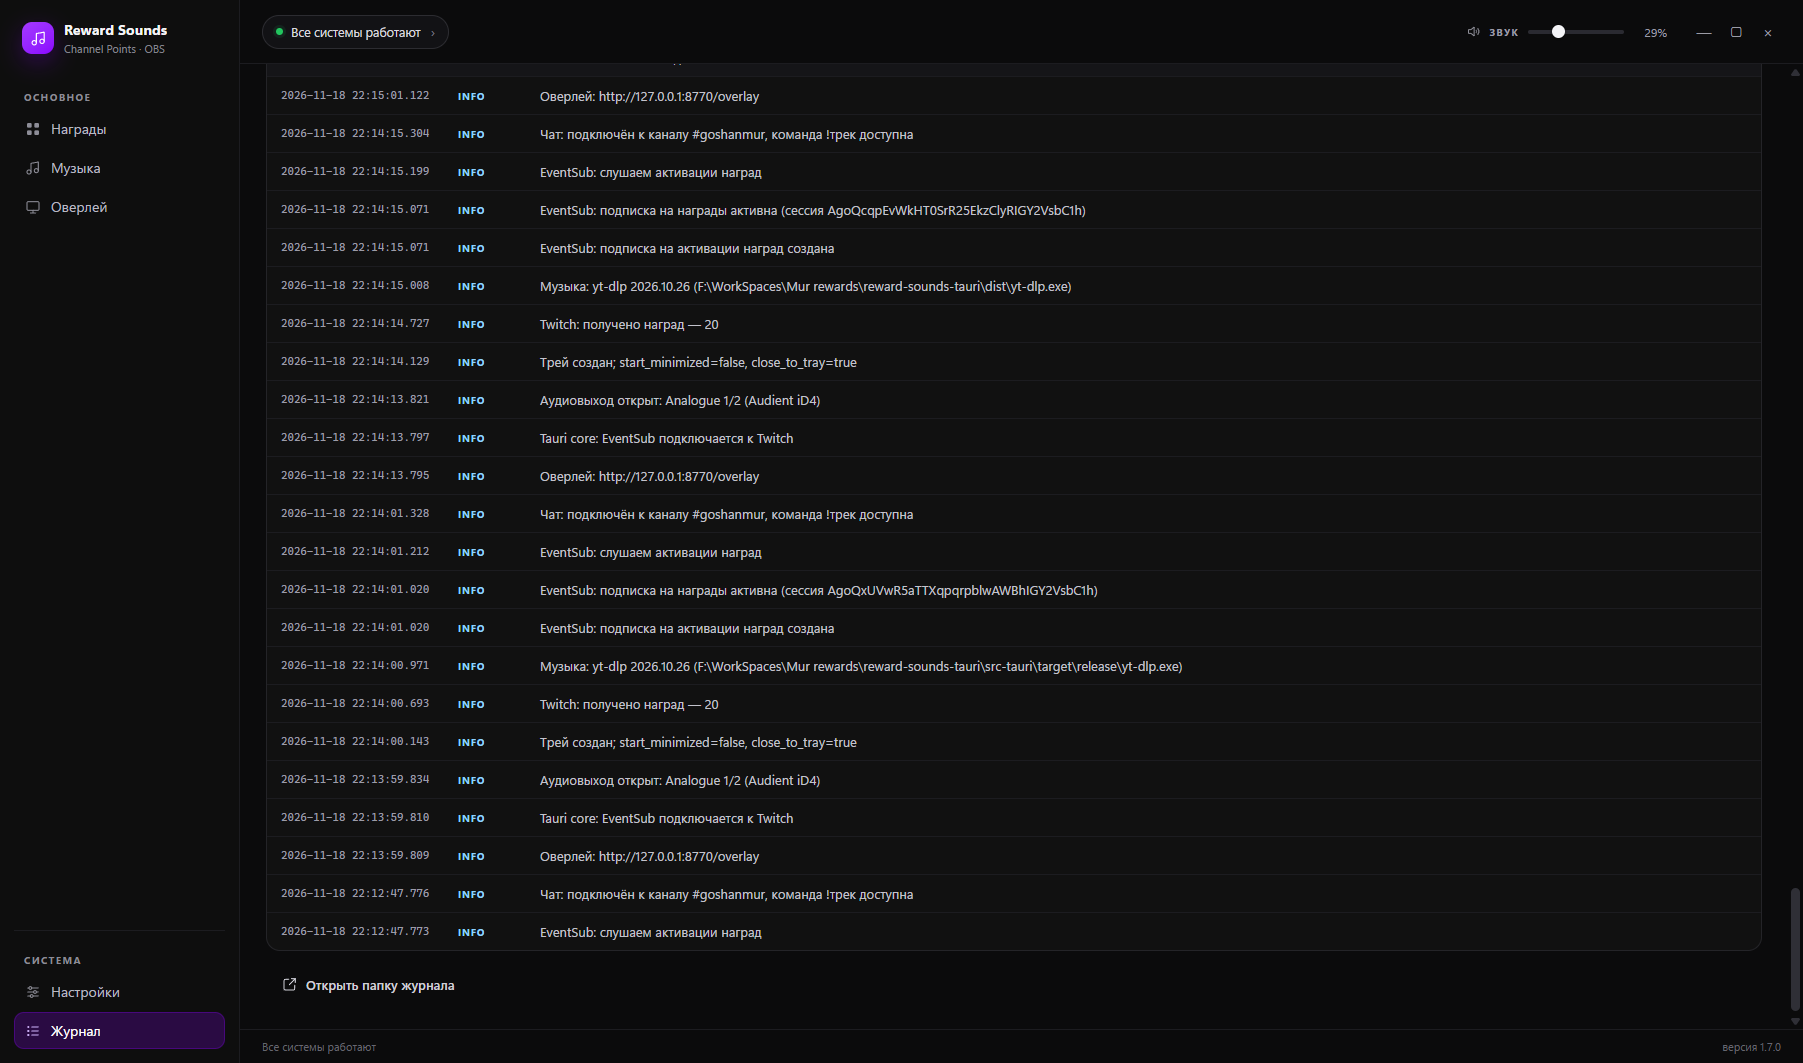 Reward Sounds
Channel Points · OBS
ОСНОВНОЕ
Награды
Музыка
Оверлей
СИСТЕМА
Настройки
Журнал
Все системы работают ›
ЗВУК 29%
2026-11-18 22:15:01.122 INFO Оверлей: http://127.0.0.1:8770/overlay
2026-11-18 22:14:15.304 INFO Чат: подключён к каналу #goshanmur, команда !трек доступна
2026-11-18 22:14:15.199 INFO EventSub: слушаем активации наград
2026-11-18 22:14:15.071 INFO EventSub: подписка на награды активна (сессия AgoQcqpEvWkHT0SrR25EkzClyRIGY2VsbC1h)
2026-11-18 22:14:15.071 INFO EventSub: подписка на активации наград создана
2026-11-18 22:14:15.008 INFO Музыка: yt-dlp 2026.10.26 (F:\WorkSpaces\Mur rewards\reward-sounds-tauri\dist\yt-dlp.exe)
2026-11-18 22:14:14.727 INFO Twitch: получено наград — 20
2026-11-18 22:14:14.129 INFO Трей создан; start_minimized=false, close_to_tray=true
2026-11-18 22:14:13.821 INFO Аудиовыход открыт: Analogue 1/2 (Audient iD4)
2026-11-18 22:14:13.797 INFO Tauri core: EventSub подключается к Twitch
2026-11-18 22:14:13.795 INFO Оверлей: http://127.0.0.1:8770/overlay
2026-11-18 22:14:01.328 INFO Чат: подключён к каналу #goshanmur, команда !трек доступна
2026-11-18 22:14:01.212 INFO EventSub: слушаем активации наград
2026-11-18 22:14:01.020 INFO EventSub: подписка на награды активна (сессия AgoQxUVwR5aTTXqpqrpblwAWBhIGY2VsbC1h)
2026-11-18 22:14:01.020 INFO EventSub: подписка на активации наград создана
2026-11-18 22:14:00.971 INFO Музыка: yt-dlp 2026.10.26 (F:\WorkSpaces\Mur rewards\reward-sounds-tauri\src-tauri\target\release\yt-dlp.exe)
2026-11-18 22:14:00.693 INFO Twitch: получено наград — 20
2026-11-18 22:14:00.143 INFO Трей создан; start_minimized=false, close_to_tray=true
2026-11-18 22:13:59.834 INFO Аудиовыход открыт: Analogue 1/2 (Audient iD4)
2026-11-18 22:13:59.810 INFO Tauri core: EventSub подключается к Twitch
2026-11-18 22:13:59.809 INFO Оверлей: http://127.0.0.1:8770/overlay
2026-11-18 22:12:47.776 INFO Чат: подключён к каналу #goshanmur, команда !трек доступна
2026-11-18 22:12:47.773 INFO EventSub: слушаем активации наград
Открыть папку журнала
Все системы работают
версия 1.7.0